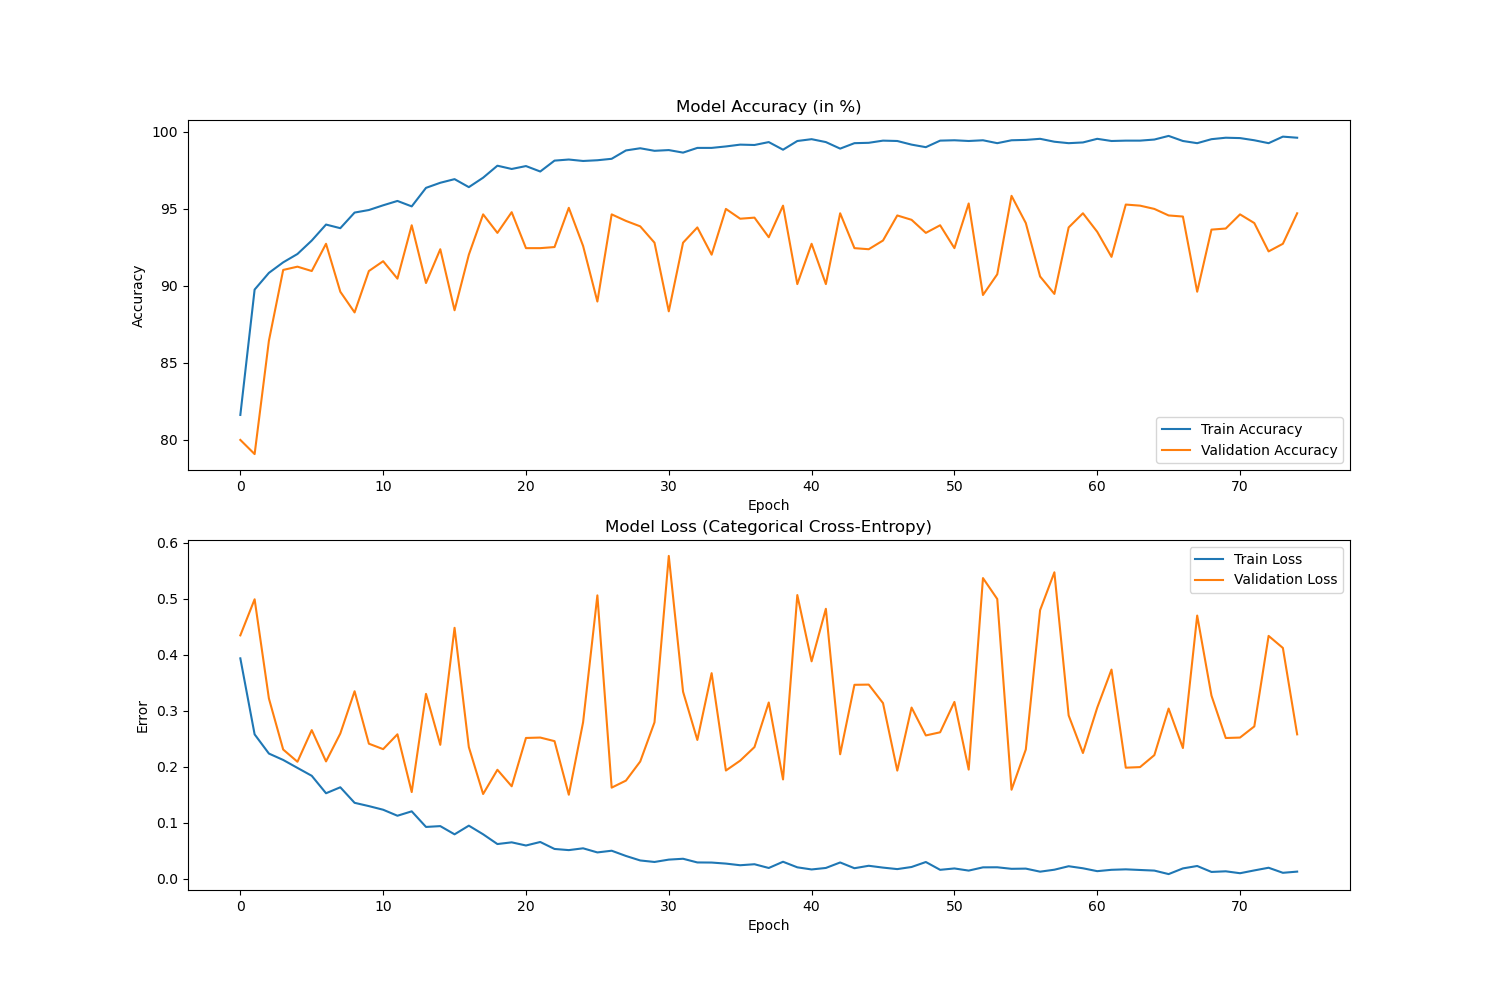 Model Accuracy (in %)
100
95
90
85
80
Accuracy
Train Accuracy
Validation Accuracy
0 10 20 30 40 50 60 70
Epoch
Model Loss (Categorical Cross-Entropy)
0.6
0.5
0.4
0.3
0.2
0.1
0.0
Error
Train Loss
Validation Loss
0 10 20 30 40 50 60 70
Epoch